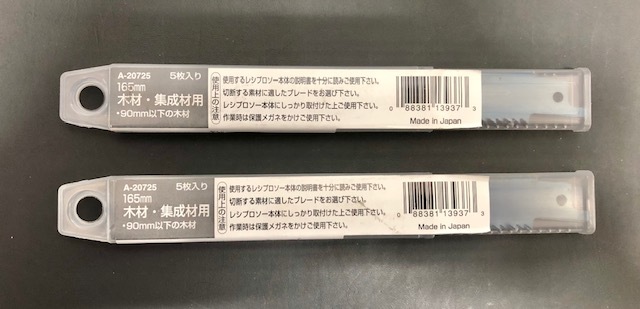 A-20725 5枚入り
165mm
木材・集成材用
・90mm以下の木材
使用上の注意
使用するレシプロソー本体の説明書を十分に読みご使用下さい。
切断する素材に適したブレードをお選び下さい。
レシプロソー本体にしっかり取付けた上ご使用下さい。
作業時は保護メガネをかけご使用下さい。
0 88381 13937 3
Made in Japan
A-20725 5枚入り
165mm
木材・集成材用
・90mm以下の木材
使用上の注意
使用するレシプロソー本体の説明書を十分に読みご使用下さい。
切断する素材に適したブレードをお選び下さい。
レシプロソー本体にしっかり取付けた上ご使用下さい。
作業時は保護メガネをかけご使用下さい。
0 88381 13937 3
Made in Japan